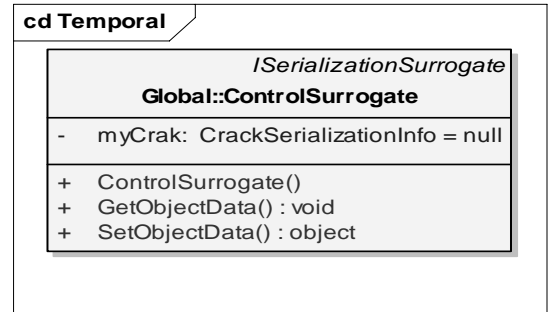 cd Temporal
ISerializationSurrogate
Global::ControlSurrogate
- myCrak: CrackSerializationInfo = null
+ ControlSurrogate()
+ GetObjectData() : void
+ SetObjectData() : object